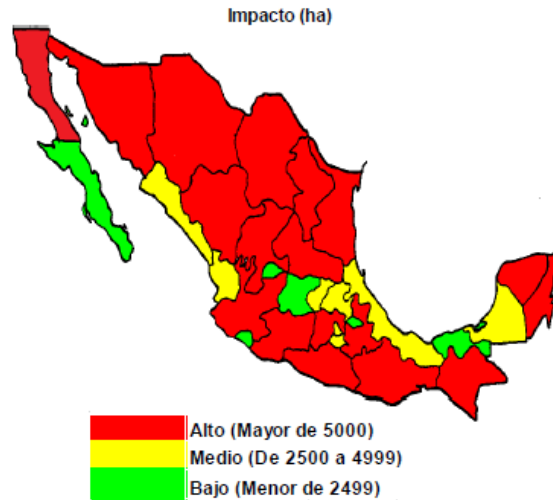 Impacto (ha)
Alto (Mayor de 5000)
Medio (De 2500 a 4999)
Bajo (Menor de 2499)